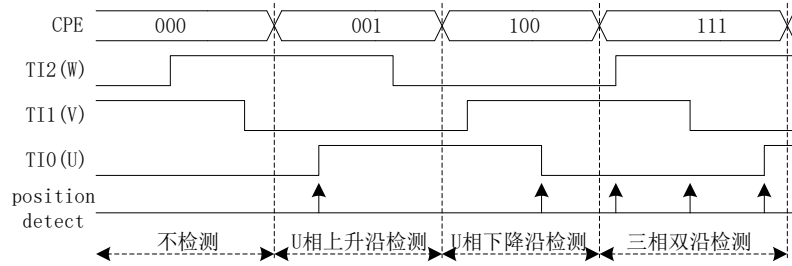 CPE 000 001 100 111
TI2(W)
TI1(V)
TI0(U)
position
detect
不检测 U相上升沿检测 U相下降沿检测 三相双沿检测